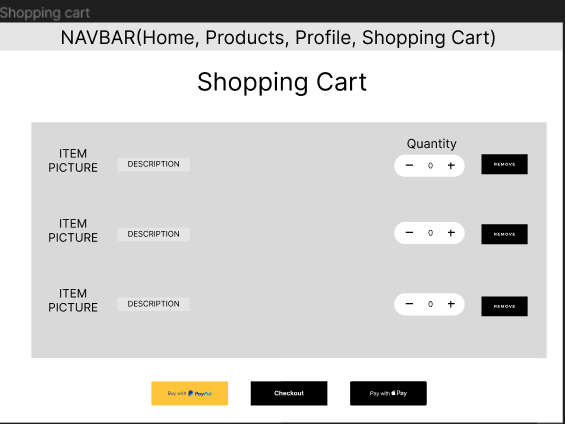 Shopping cart
NAVBAR(Home, Products, Profile, Shopping Cart)
Shopping Cart
Quantity
ITEM
PICTURE
DESCRIPTION
− 0 +
REMOVE
ITEM
PICTURE
DESCRIPTION
− 0 +
REMOVE
ITEM
PICTURE
DESCRIPTION
− 0 +
REMOVE
Buy with PayPal
Checkout
Pay with Pay